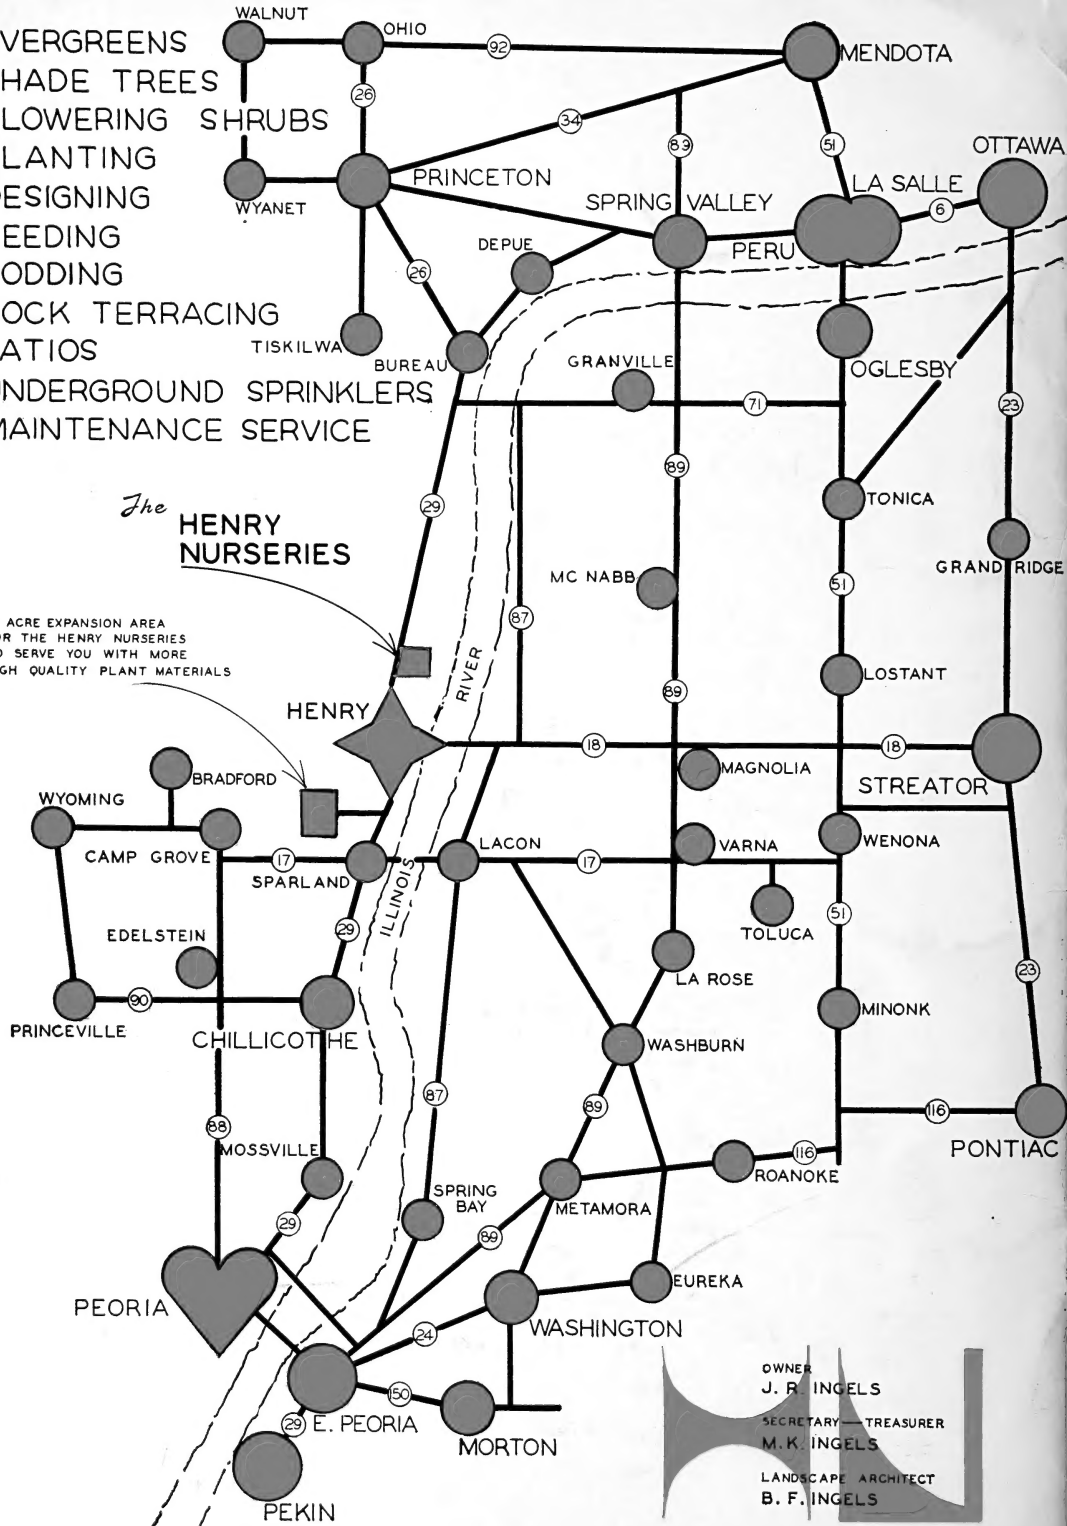 VERGREENS
HADE TREES
LOWERING SHRUBS
LANTING
ESIGNING
EEDING
ODDING
OCK TERRACING
ATIOS
NDERGROUND SPRINKLERS
MAINTENANCE SERVICE
The
HENRY
NURSERIES
ACRE EXPANSION AREA
OR THE HENRY NURSERIES
O SERVE YOU WITH MORE
GH QUALITY PLANT MATERIALS
WALNUT
OHIO
92
MENDOTA
26
34
89
51
OTTAWA
PRINCETON
LA SALLE
WYANET
SPRING VALLEY
6
DEPUE
PERU
26
TISKILWA
BUREAU
GRANVILLE
OGLESBY
71
23
89
29
TONICA
GRAND RIDGE
MC NABB
51
87
RIVER
LOSTANT
89
HENRY
18
18
BRADFORD
MAGNOLIA
STREATOR
WYOMING
CAMP GROVE
17
SPARLAND
LACON
17
VARNA
WENONA
ILLINOIS
29
51
EDELSTEIN
TOLUCA
LA ROSE
23
PRINCEVILLE
90
CHILLICOTHE
MINONK
WASHBURN
87
89
116
88
MOSSVILLE
PONTIAC
116
ROANOKE
SPRING
BAY
METAMORA
29
89
EUREKA
PEORIA
24
WASHINGTON
150
29
E. PEORIA
MORTON
PEKIN
OWNER
J. R. INGELS
SECRETARY—TREASURER
M. K. INGELS
LANDSCAPE ARCHITECT
B. F. INGELS